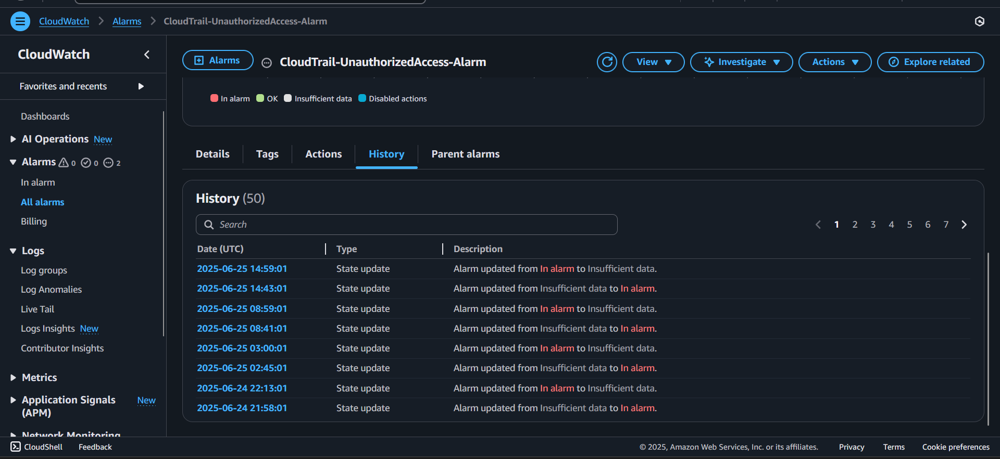 CloudWatch > Alarms > CloudTrail-UnauthorizedAccess-Alarm
CloudWatch
Favorites and recents
Dashboards
AI Operations New
Alarms 0 0 2
In alarm
All alarms
Billing
Logs
Log groups
Log Anomalies
Live Tail
Logs Insights New
Contributor Insights
Metrics
Application Signals (APM) New
Network Monitoring
Alarms
CloudTrail-UnauthorizedAccess-Alarm
View
Investigate
Actions
Explore related
In alarm OK Insufficient data Disabled actions
Details Tags Actions History Parent alarms
History (50)
Search
1 2 3 4 5 6 7
Date (UTC) Type Description
2025-06-25 14:59:01 State update Alarm updated from In alarm to Insufficient data.
2025-06-25 14:43:01 State update Alarm updated from Insufficient data to In alarm.
2025-06-25 08:59:01 State update Alarm updated from In alarm to Insufficient data.
2025-06-25 08:41:01 State update Alarm updated from Insufficient data to In alarm.
2025-06-25 03:00:01 State update Alarm updated from In alarm to Insufficient data.
2025-06-25 02:45:01 State update Alarm updated from Insufficient data to In alarm.
2025-06-24 22:13:01 State update Alarm updated from In alarm to Insufficient data.
2025-06-24 21:58:01 State update Alarm updated from Insufficient data to In alarm.
CloudShell Feedback © 2025, Amazon Web Services, Inc. or its affiliates. Privacy Terms Cookie preferences